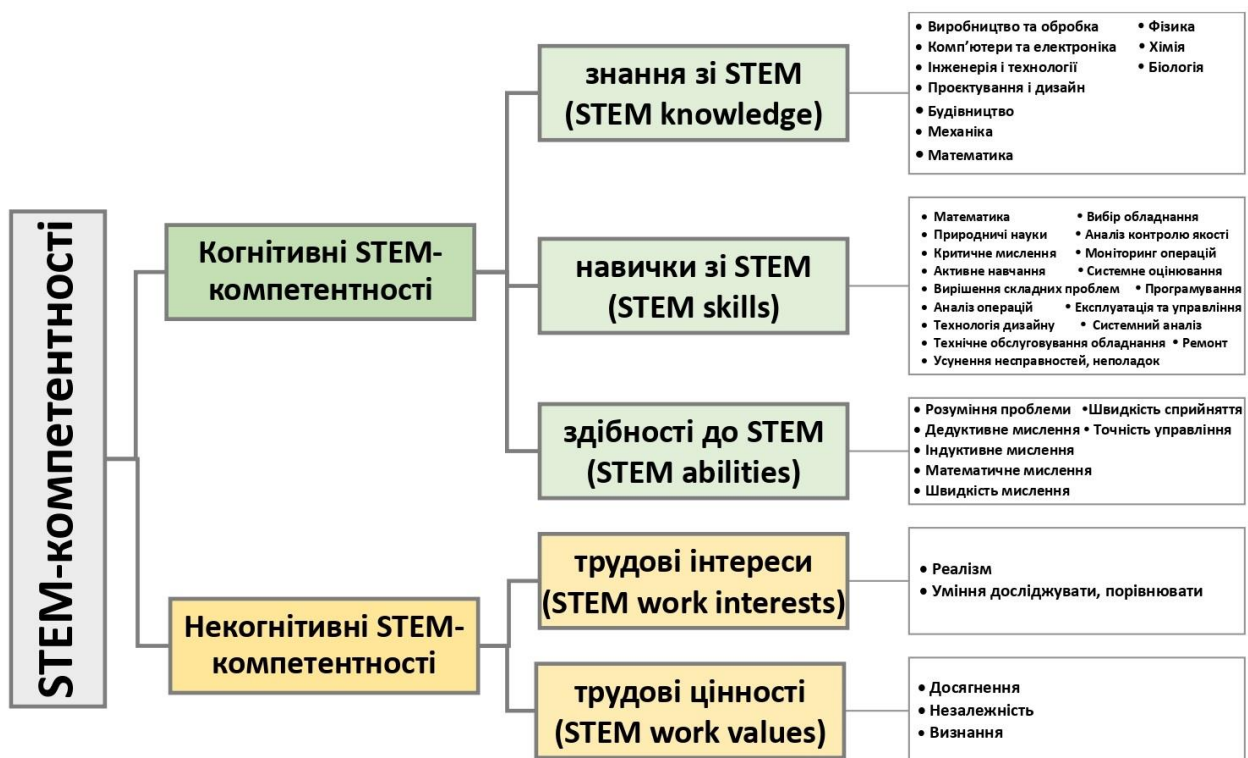 STEM-компетентності
Когнітивні STEM-
компетентності
знання зі STEM
(STEM knowledge)
• Виробництво та обробка • Фізика
• Комп’ютери та електроніка • Хімія
• Інженерія і технології • Біологія
• Проєктування і дизайн
• Будівництво
• Механіка
• Математика
навички зі STEM
(STEM skills)
• Математика • Вибір обладнання
• Природничі науки • Аналіз контролю якості
• Критичне мислення • Моніторинг операцій
• Активне навчання • Системне оцінювання
• Вирішення складних проблем • Програмування
• Аналіз операцій • Експлуатація та управління
• Технологія дизайну • Системний аналіз
• Технічне обслуговування обладнання • Ремонт
• Усунення несправностей, неполадок
здібності до STEM
(STEM abilities)
• Розуміння проблеми •Швидкість сприйняття
• Дедуктивне мислення • Точність управління
• Індуктивне мислення
• Математичне мислення
• Швидкість мислення
Некогнітивні STEM-
компетентності
трудові інтереси
(STEM work interests)
• Реалізм
• Уміння досліджувати, порівнювати
трудові цінності
(STEM work values)
• Досягнення
• Незалежність
• Визнання